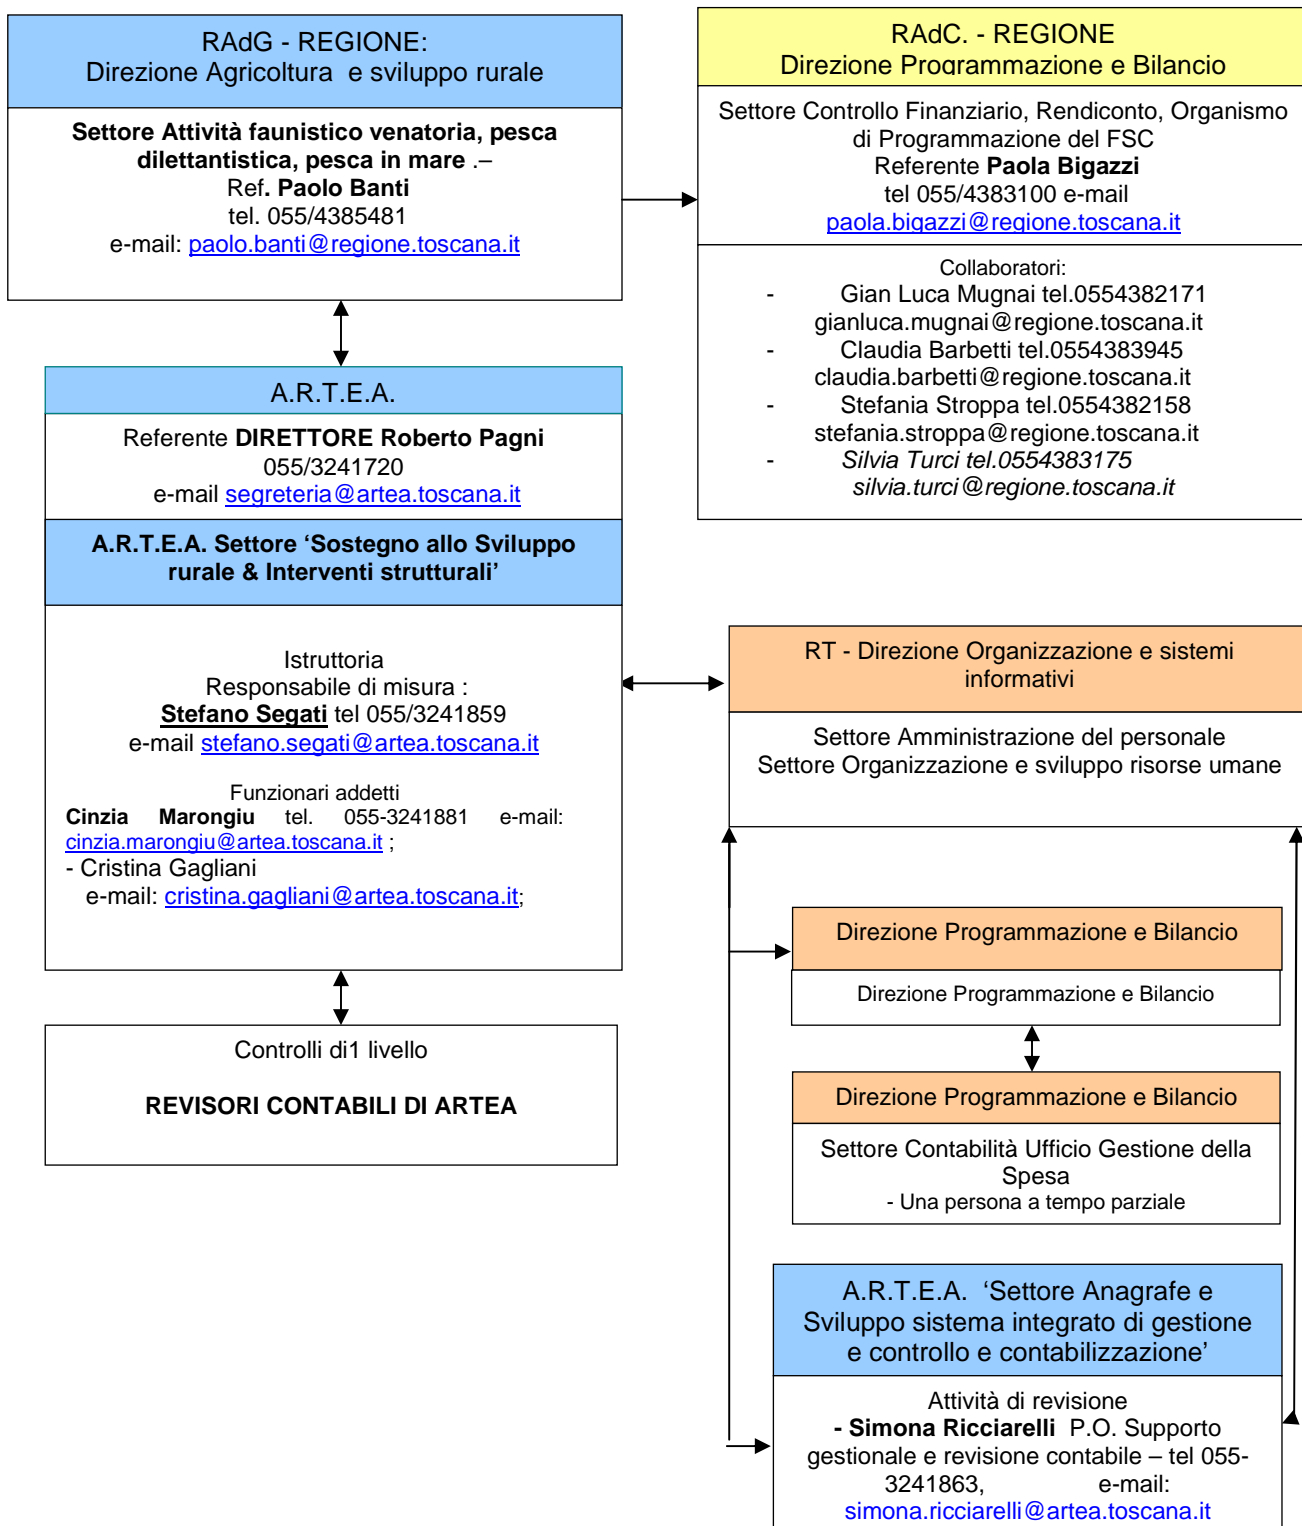 RAdG - REGIONE:
Direzione Agricoltura e sviluppo rurale
Settore Attività faunistico venatoria, pesca
dilettantistica, pesca in mare .–
Ref. Paolo Banti
tel. 055/4385481
e-mail: paolo.banti@regione.toscana.it
RAdC. - REGIONE
Direzione Programmazione e Bilancio
Settore Controllo Finanziario, Rendiconto, Organismo
di Programmazione del FSC
Referente Paola Bigazzi
tel 055/4383100 e-mail
paola.bigazzi@regione.toscana.it
Collaboratori:
- Gian Luca Mugnai tel.0554382171
gianluca.mugnai@regione.toscana.it
- Claudia Barbetti tel.0554383945
claudia.barbetti@regione.toscana.it
- Stefania Stroppa tel.0554382158
stefania.stroppa@regione.toscana.it
- Silvia Turci tel.0554383175
silvia.turci@regione.toscana.it
A.R.T.E.A.
Referente DIRETTORE Roberto Pagni
055/3241720
e-mail segreteria@artea.toscana.it
A.R.T.E.A. Settore ‘Sostegno allo Sviluppo
rurale & Interventi strutturali’
Istruttoria
Responsabile di misura :
Stefano Segati tel 055/3241859
e-mail stefano.segati@artea.toscana.it
Funzionari addetti
Cinzia Marongiu tel. 055-3241881 e-mail:
cinzia.marongiu@artea.toscana.it ;
- Cristina Gagliani
e-mail: cristina.gagliani@artea.toscana.it;
Controlli di1 livello
REVISORI CONTABILI DI ARTEA
RT - Direzione Organizzazione e sistemi
informativi
Settore Amministrazione del personale
Settore Organizzazione e sviluppo risorse umane
Direzione Programmazione e Bilancio
Direzione Programmazione e Bilancio
Direzione Programmazione e Bilancio
Settore Contabilità Ufficio Gestione della
Spesa
- Una persona a tempo parziale
A.R.T.E.A. ‘Settore Anagrafe e
Sviluppo sistema integrato di gestione
e controllo e contabilizzazione’
Attività di revisione
- Simona Ricciarelli P.O. Supporto
gestionale e revisione contabile – tel 055-
3241863, e-mail:
simona.ricciarelli@artea.toscana.it